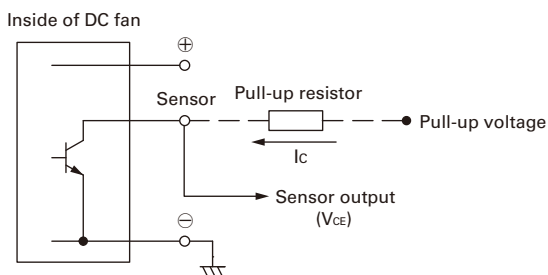 Inside of DC fan
⊕
Sensor
Pull-up resistor
Pull-up voltage
Ic
Sensor output
(VCE)
⊖